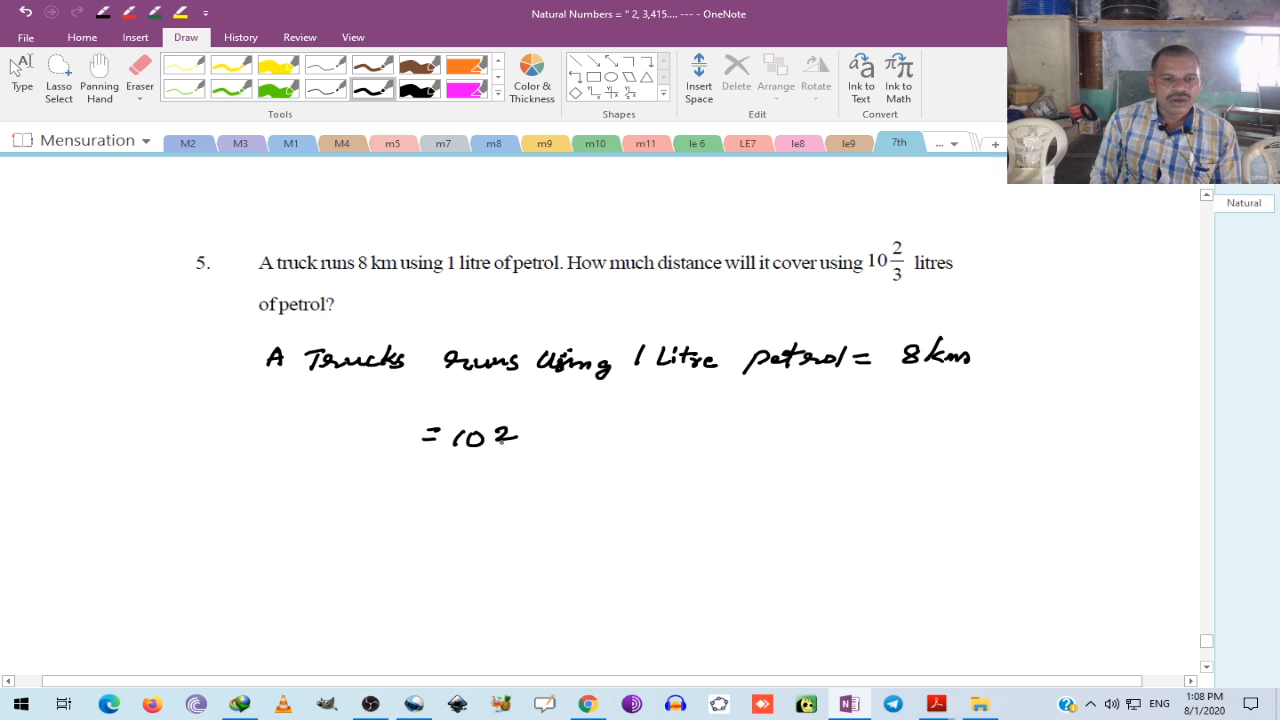 Natural Numbers = " 2, 3,415.... --- - OneNote
File Home Insert Draw History Review View
Type Lasso Select Panning Hand Eraser Color & Thickness Insert Space Delete Arrange Rotate Ink to Text Ink to Math
Tools Shapes Edit Convert
Mensuration M2 M3 M1 M4 m5 m7 m8 m9 m10 m11 le 6 LE7 le8 le9 7th ...
Natural
5. A truck runs 8 km using 1 litre of petrol. How much distance will it cover using 10 2/3 litres
of petrol?
A Trucks runs Using 1 Litre petrol = 8 km
= 10 2
ENG
1:08 PM
8/1/2020